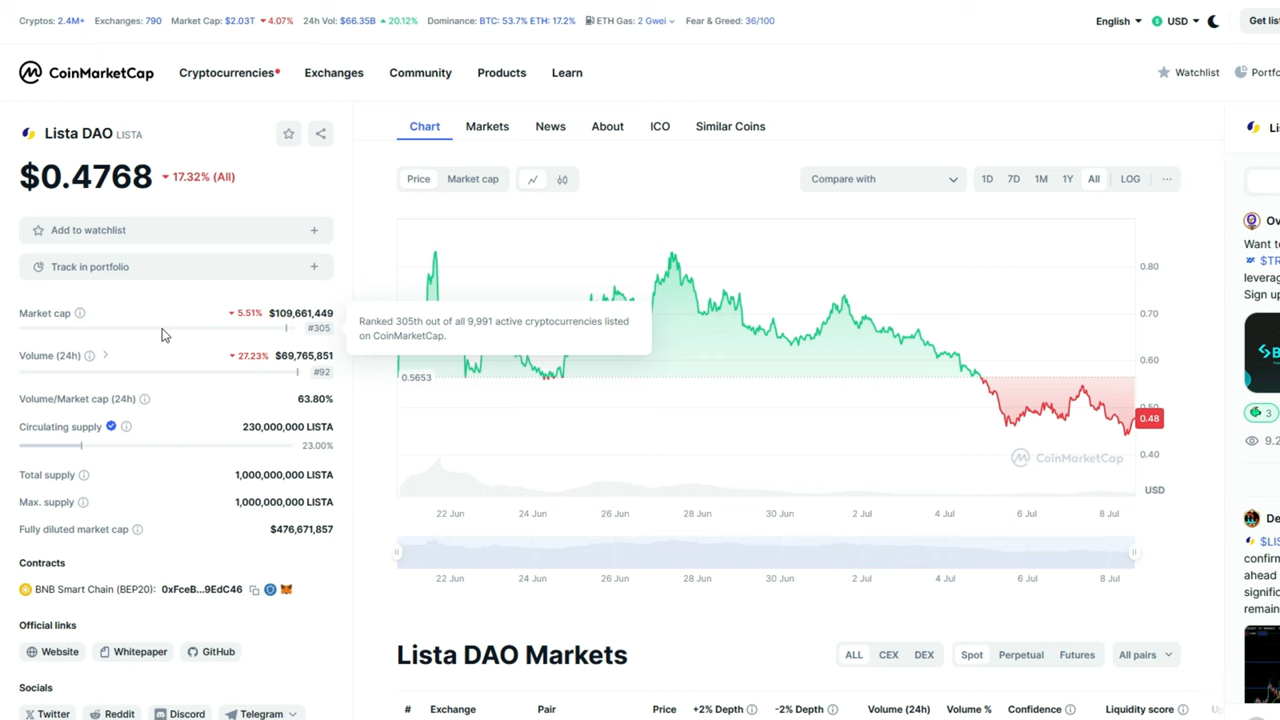 Cryptos: 2.4M+ Exchanges: 790 Market Cap: $2.03T 4.07% 24h Vol: $66.35B 20.12% Dominance: BTC: 53.7% ETH: 17.2% ETH Gas: 2 Gwei Fear & Greed: 36/100
English USD
CoinMarketCap Cryptocurrencies Exchanges Community Products Learn
Watchlist
Lista DAO LISTA
$0.4768 17.32% (All)
Add to watchlist +
Track in portfolio +
Market cap 5.51% $109,661,449
#305
Volume (24h) 27.23% $69,765,851
#92
Volume/Market cap (24h) 63.80%
Circulating supply 230,000,000 LISTA
23.00%
Total supply 1,000,000,000 LISTA
Max. supply 1,000,000,000 LISTA
Fully diluted market cap $476,671,857
Contracts
BNB Smart Chain (BEP20): 0xFceB...9EdC46
Official links
Website Whitepaper GitHub
Socials
Twitter Reddit Discord Telegram
Chart Markets News About ICO Similar Coins
Price Market cap
Compare with
1D 7D 1M 1Y All LOG ...
Ranked 305th out of all 9,991 active cryptocurrencies listed
on CoinMarketCap.
0.5653
0.80
0.70
0.60
0.50
0.48
0.40
CoinMarketCap
USD
22 Jun 24 Jun 26 Jun 28 Jun 30 Jun 2 Jul 4 Jul 6 Jul 8 Jul
22 Jun 24 Jun 26 Jun 28 Jun 30 Jun 2 Jul 4 Jul 6 Jul 8 Jul
Lista DAO Markets
ALL CEX DEX Spot Perpetual Futures All pairs
# Exchange Pair Price +2% Depth -2% Depth Volume (24h) Volume % Confidence Liquidity score
Want to
3